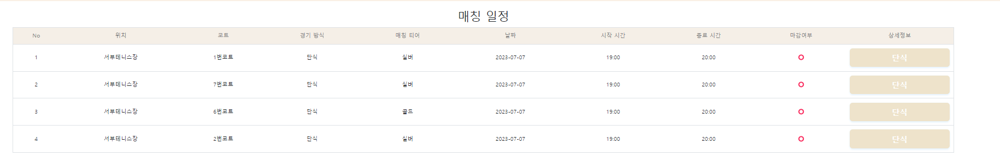 매칭 일정
No 위치 코트 경기 방식 매칭 티어 날짜 시작 시간 종료 시간 마감여부 상세정보
1 서부테니스장 1번코트 단식 실버 2023-07-07 19:00 20:00 단식
2 서부테니스장 7번코트 단식 실버 2023-07-07 19:00 20:00 단식
3 서부테니스장 6번코트 단식 골드 2023-07-07 19:00 20:00 단식
4 서부테니스장 2번코트 단식 실버 2023-07-07 19:00 20:00 단식